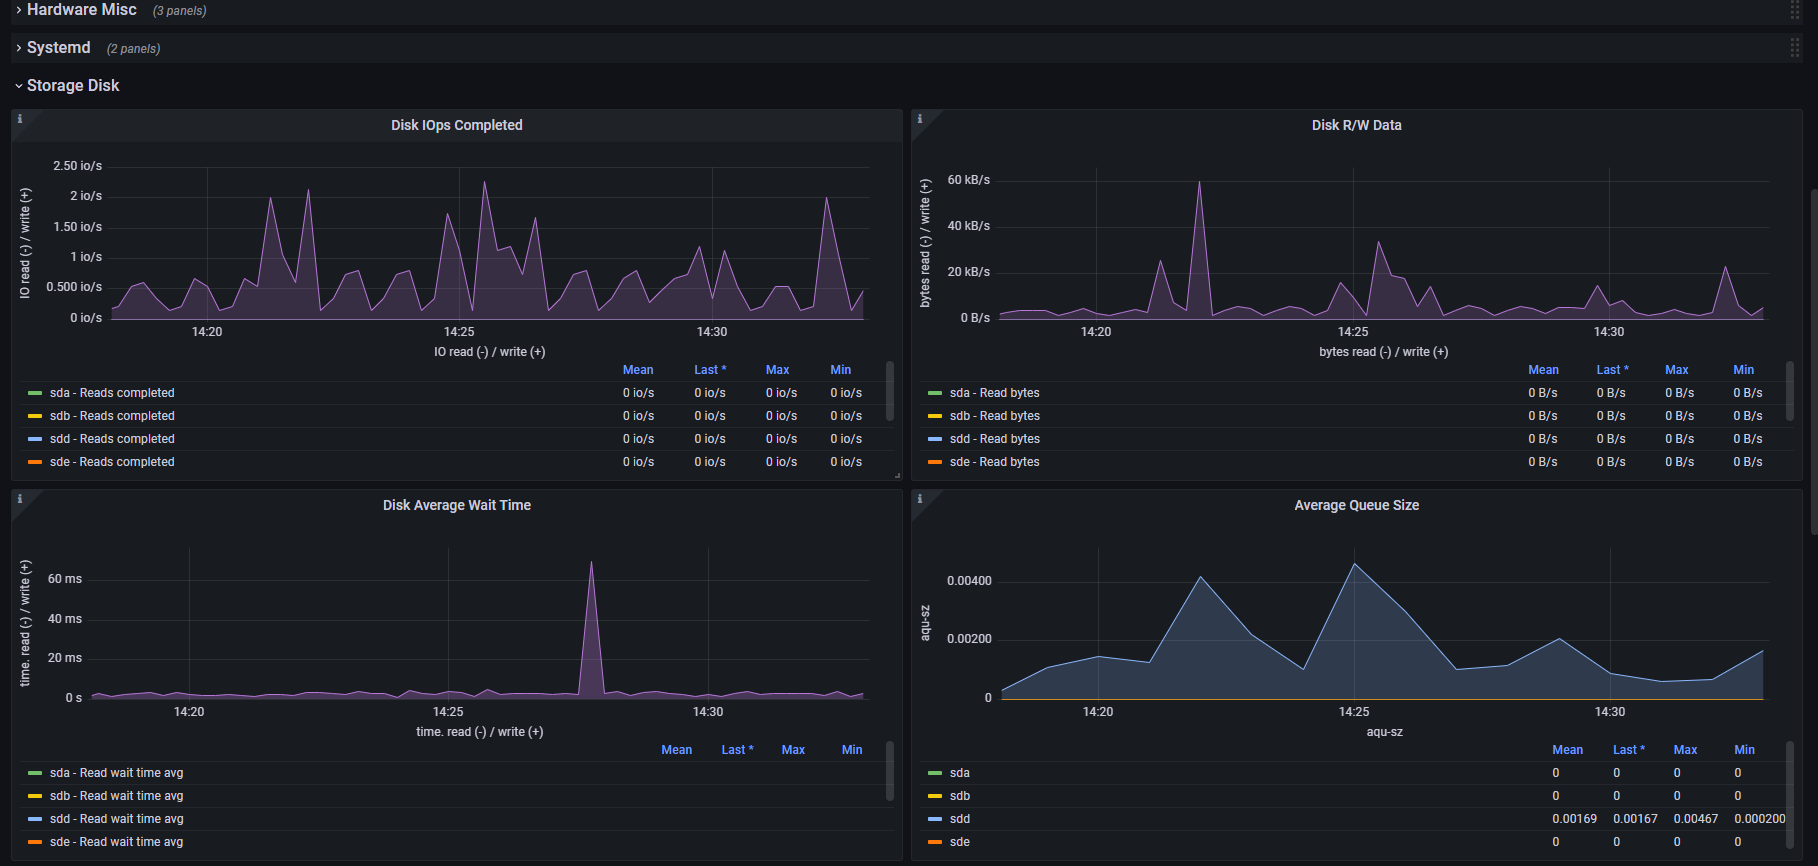 Hardware Misc (3 panels)
Systemd (2 panels)
Storage Disk
Disk IOps Completed
IO read (-) / write (+)
2.50 io/s
2 io/s
1.50 io/s
1 io/s
0.500 io/s
0 io/s
14:20 14:25 14:30
IO read (-) / write (+)
Mean Last * Max Min
sda - Reads completed 0 io/s 0 io/s 0 io/s 0 io/s
sdb - Reads completed 0 io/s 0 io/s 0 io/s 0 io/s
sdd - Reads completed 0 io/s 0 io/s 0 io/s 0 io/s
sde - Reads completed 0 io/s 0 io/s 0 io/s 0 io/s
Disk R/W Data
bytes read (-) / write (+)
60 kB/s
40 kB/s
20 kB/s
0 B/s
14:20 14:25 14:30
bytes read (-) / write (+)
Mean Last * Max Min
sda - Read bytes 0 B/s 0 B/s 0 B/s 0 B/s
sdb - Read bytes 0 B/s 0 B/s 0 B/s 0 B/s
sdd - Read bytes 0 B/s 0 B/s 0 B/s 0 B/s
sde - Read bytes 0 B/s 0 B/s 0 B/s 0 B/s
Disk Average Wait Time
time. read (-) / write (+)
60 ms
40 ms
20 ms
0 s
14:20 14:25 14:30
time. read (-) / write (+)
Mean Last * Max Min
sda - Read wait time avg
sdb - Read wait time avg
sdd - Read wait time avg
sde - Read wait time avg
Average Queue Size
aqu-sz
0.00400
0.00200
0
14:20 14:25 14:30
aqu-sz
Mean Last * Max Min
sda 0 0 0 0
sdb 0 0 0 0
sdd 0.00169 0.00167 0.00467 0.000200
sde 0 0 0 0